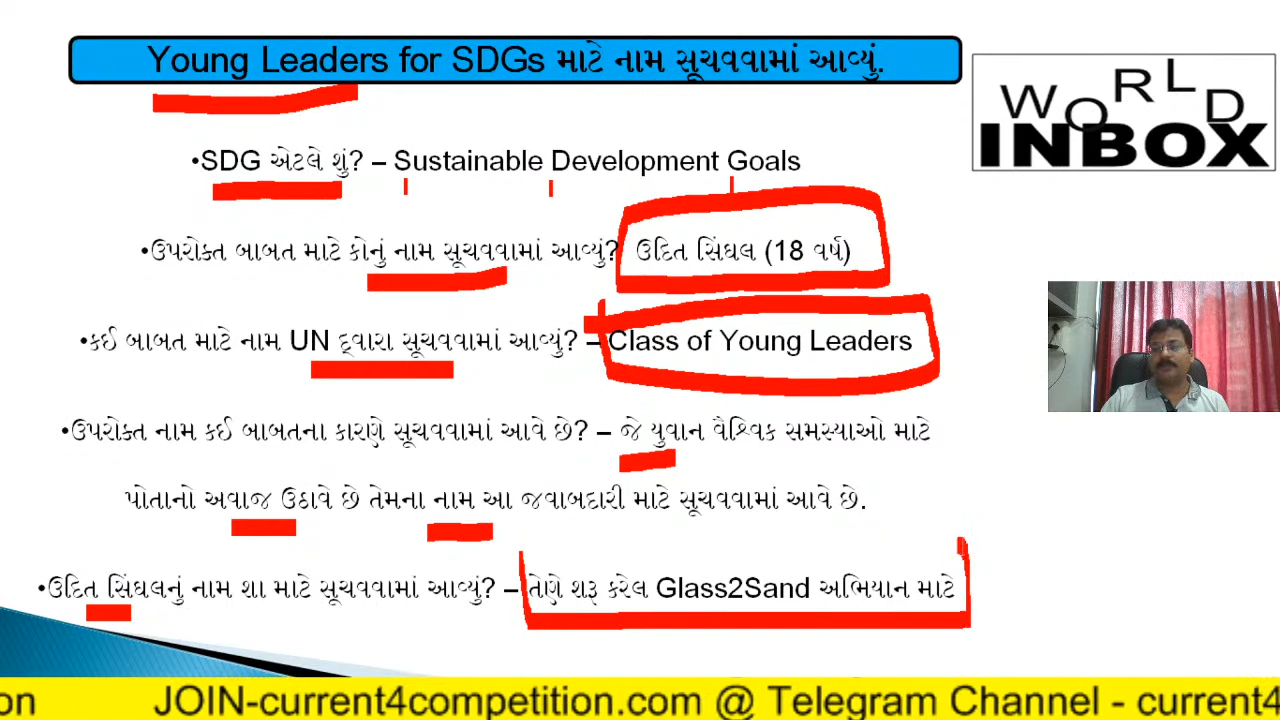 Young Leaders for SDGs માટે નામ સૂચવવામાં આવ્યું.
WORLD
INBOX
•SDG એટલે શું? – Sustainable Development Goals
•ઉપરોક્ત બાબત માટે કોનું નામ સૂચવવામાં આવ્યું? ઉદિત સિંઘલ (18 વર્ષ)
•કઈ બાબત માટે નામ UN દ્વારા સૂચવવામાં આવ્યું? – Class of Young Leaders
•ઉપરોક્ત નામ કઈ બાબતના કારણે સૂચવવામાં આવે છે? – જે યુવાન વૈશ્વિક સમસ્યાઓ માટે
પોતાનો અવાજ ઉઠાવે છે તેમના નામ આ જવાબદારી માટે સૂચવવામાં આવે છે.
•ઉદિત સિંઘલનું નામ શા માટે સૂચવવામાં આવ્યું? – તેણે શરૂ કરેલ Glass2Sand અભિયાન માટે
on JOIN-current4competition.com @ Telegram Channel - current4